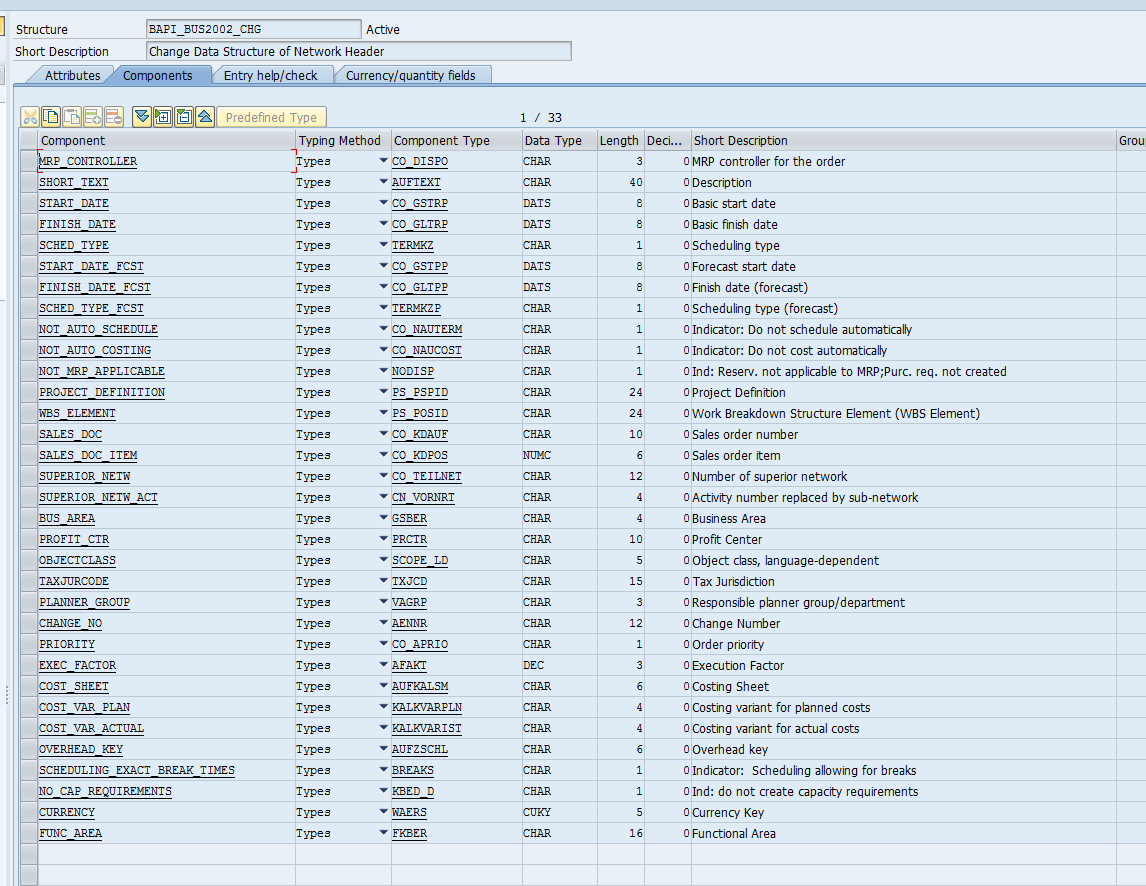 Structure BAPI_BUS2002_CHG Active
Short Description Change Data Structure of Network Header
Attributes Components Entry help/check Currency/quantity fields
Predefined Type 1 / 33
Component Typing Method Component Type Data Type Length Deci... Short Description Grou
MRP_CONTROLLER Types CO_DISPO CHAR 3 0 MRP controller for the order
SHORT_TEXT Types AUFTEXT CHAR 40 0 Description
START_DATE Types CO_GSTRP DATS 8 0 Basic start date
FINISH_DATE Types CO_GLTRP DATS 8 0 Basic finish date
SCHED_TYPE Types TERMKZ CHAR 1 0 Scheduling type
START_DATE_FCST Types CO_GSTPP DATS 8 0 Forecast start date
FINISH_DATE_FCST Types CO_GLTPP DATS 8 0 Finish date (forecast)
SCHED_TYPE_FCST Types TERMKZP CHAR 1 0 Scheduling type (forecast)
NOT_AUTO_SCHEDULE Types CO_NAUTERM CHAR 1 0 Indicator: Do not schedule automatically
NOT_AUTO_COSTING Types CO_NAUCOST CHAR 1 0 Indicator: Do not cost automatically
NOT_MRP_APPLICABLE Types NODISP CHAR 1 0 Ind: Reserv. not applicable to MRP;Purc. req. not created
PROJECT_DEFINITION Types PS_PSPID CHAR 24 0 Project Definition
WBS_ELEMENT Types PS_POSID CHAR 24 0 Work Breakdown Structure Element (WBS Element)
SALES_DOC Types CO_KDAUF CHAR 10 0 Sales order number
SALES_DOC_ITEM Types CO_KDPOS NUMC 6 0 Sales order item
SUPERIOR_NETW Types CO_TEILNET CHAR 12 0 Number of superior network
SUPERIOR_NETW_ACT Types CN_VORNRT CHAR 4 0 Activity number replaced by sub-network
BUS_AREA Types GSBER CHAR 4 0 Business Area
PROFIT_CTR Types PRCTR CHAR 10 0 Profit Center
OBJECTCLASS Types SCOPE_LD CHAR 5 0 Object class, language-dependent
TAXJURCODE Types TXJCD CHAR 15 0 Tax Jurisdiction
PLANNER_GROUP Types VAGRP CHAR 3 0 Responsible planner group/department
CHANGE_NO Types AENNR CHAR 12 0 Change Number
PRIORITY Types CO_APRIO CHAR 1 0 Order priority
EXEC_FACTOR Types AFAKT DEC 3 0 Execution Factor
COST_SHEET Types AUFKALSM CHAR 6 0 Costing Sheet
COST_VAR_PLAN Types KALKVARPLN CHAR 4 0 Costing variant for planned costs
COST_VAR_ACTUAL Types KALKVARIST CHAR 4 0 Costing variant for actual costs
OVERHEAD_KEY Types AUFZSCHL CHAR 6 0 Overhead key
SCHEDULING_EXACT_BREAK_TIMES Types BREAKS CHAR 1 0 Indicator:  Scheduling allowing for breaks
NO_CAP_REQUIREMENTS Types KBED_D CHAR 1 0 Ind: do not create capacity requirements
CURRENCY Types WAERS CUKY 5 0 Currency Key
FUNC_AREA Types FKBER CHAR 16 0 Functional Area